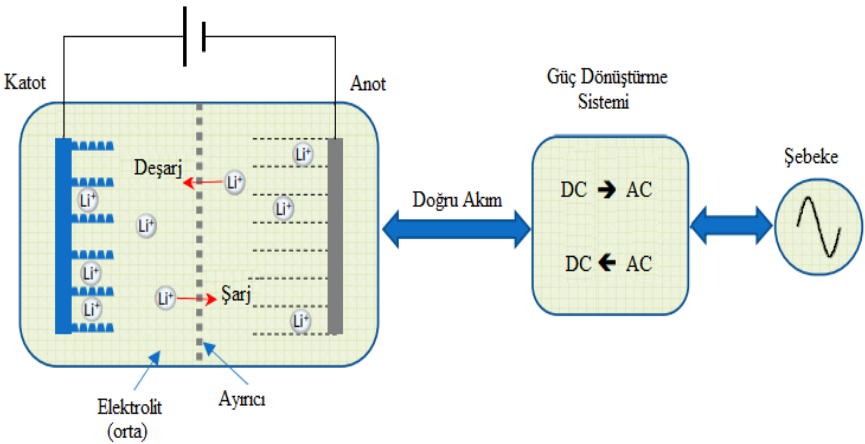 Katot
Anot
Li⁺
Li⁺
Deşarj
Li⁺
Li⁺
Li⁺
Li⁺
Li⁺
Li⁺
Şarj
Li⁺
Li⁺
Elektrolit
(orta)
Ayırıcı
Doğru Akım
Güç Dönüştürme
Sistemi
DC ➔ AC
DC 🡰 AC
Şebeke